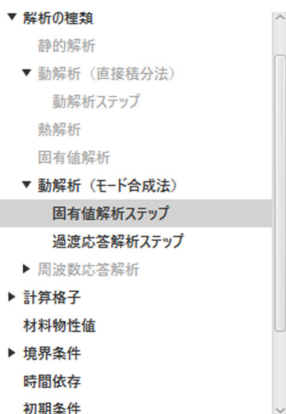 ▼ 解析の種類
静的解析
▼ 動解析（直接積分法）
動解析ステップ
熱解析
固有値解析
▼ 動解析（モード合成法）
固有値解析ステップ
過渡応答解析ステップ
▶ 周波数応答解析
▶ 計算格子
材料物性値
▶ 境界条件
時間依存
初期条件